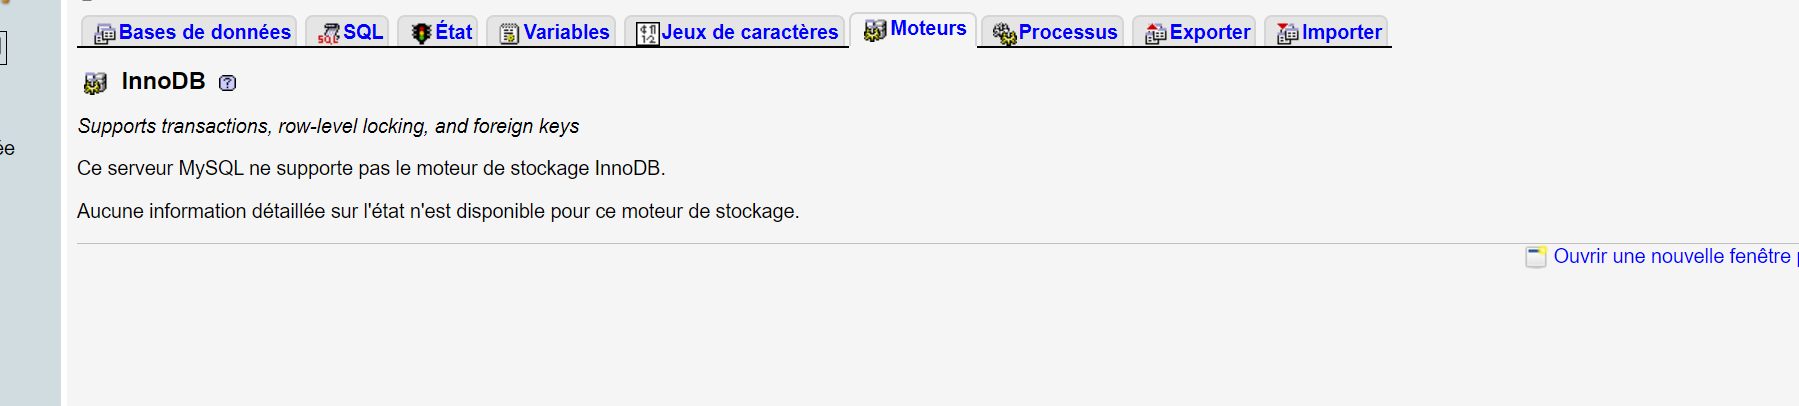 Bases de données SQL État Variables Jeux de caractères Moteurs Processus Exporter Importer
InnoDB
Supports transactions, row-level locking, and foreign keys
ée
Ce serveur MySQL ne supporte pas le moteur de stockage InnoDB.
Aucune information détaillée sur l'état n'est disponible pour ce moteur de stockage.
Ouvrir une nouvelle fenêtre